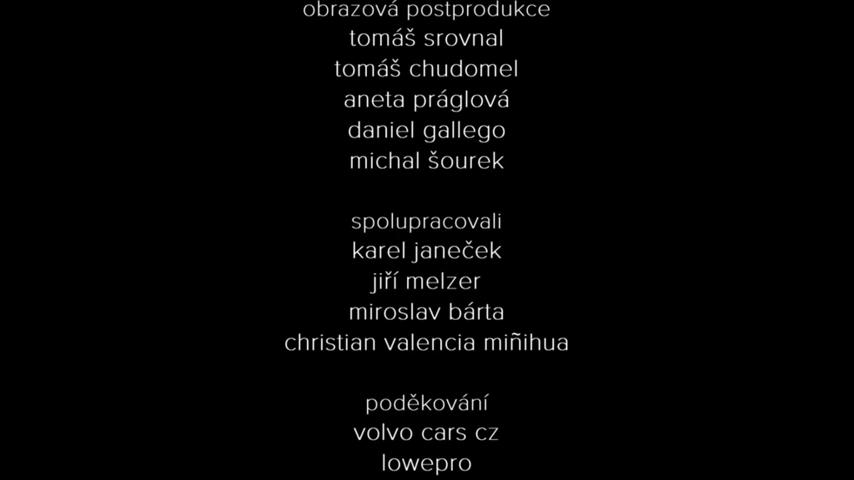 obrazová postprodukce
tomáš srovnal
tomáš chudomel
aneta práglová
daniel gallego
michal šourek
spolupracovali
karel janeček
jiří melzer
miroslav bárta
christian valencia miñihua
poděkování
volvo cars cz
lowepro